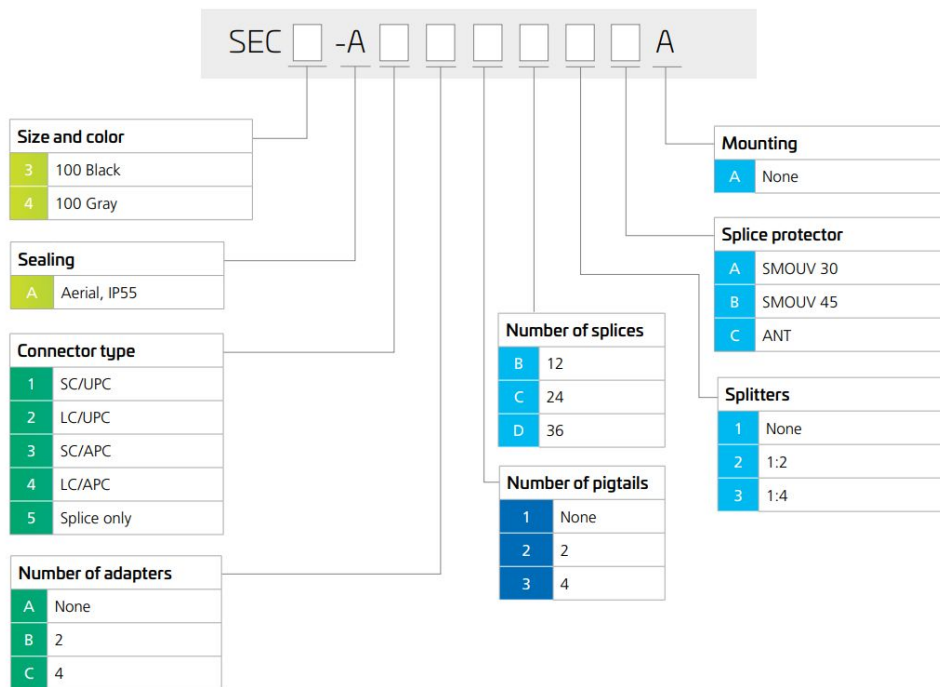 SEC -A A
Size and color
3 100 Black
4 100 Gray
Sealing
A Aerial, IP55
Connector type
1 SC/UPC
2 LC/UPC
3 SC/APC
4 LC/APC
5 Splice only
Number of adapters
A None
B 2
C 4
Number of splices
B 12
C 24
D 36
Number of pigtails
1 None
2 2
3 4
Mounting
A None
Splice protector
A SMOUV 30
B SMOUV 45
C ANT
Splitters
1 None
2 1:2
3 1:4